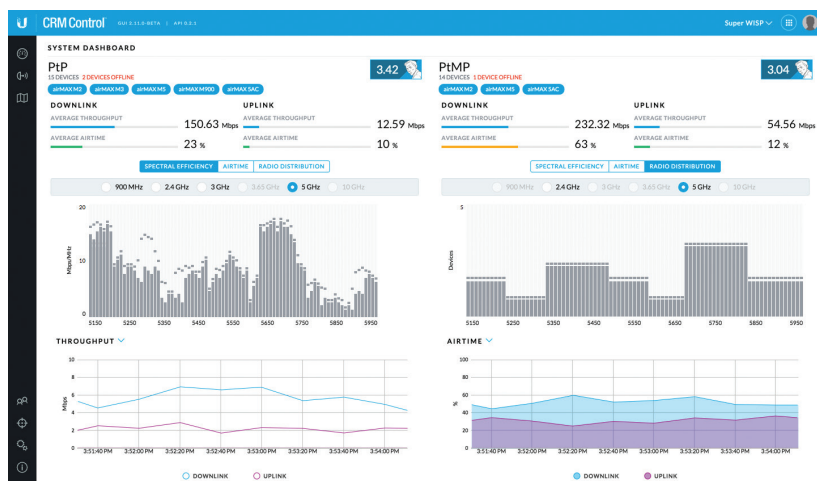 CRM Control
GUI 2.11.0-BETA | API 0.2.1
Super WISP
SYSTEM DASHBOARD
PtP
15 DEVICES 2 DEVICES OFFLINE
3.42
airMAX M2 airMAX M3 airMAX M5 airMAX M900 airMAX 5AC
DOWNLINK
UPLINK
AVERAGE THROUGHPUT
150.63 Mbps
AVERAGE THROUGHPUT
12.59 Mbps
AVERAGE AIRTIME
23 %
AVERAGE AIRTIME
10 %
SPECTRAL EFFICIENCY AIRTIME RADIO DISTRIBUTION
900 MHz 2.4 GHz 3 GHz 3.65 GHz 5 GHz 10 GHz
20
10
0
Mbps/MHz
5150 5250 5350 5450 5550 5650 5750 5850 5950
THROUGHPUT
10
8
6
4
2
0
Mbps
3:51:40 PM 3:52:00 PM 3:52:20 PM 3:52:40 PM 3:53:00 PM 3:53:20 PM 3:53:40 PM 3:54:00 PM
DOWNLINK UPLINK
PtMP
14 DEVICES 1 DEVICE OFFLINE
3.04
airMAX M2 airMAX M5 airMAX 5AC
DOWNLINK
UPLINK
AVERAGE THROUGHPUT
232.32 Mbps
AVERAGE THROUGHPUT
54.56 Mbps
AVERAGE AIRTIME
63 %
AVERAGE AIRTIME
12 %
SPECTRAL EFFICIENCY AIRTIME RADIO DISTRIBUTION
900 MHz 2.4 GHz 3 GHz 3.65 GHz 5 GHz 10 GHz
5
Devices
5150 5250 5350 5450 5550 5650 5750 5850 5950
AIRTIME
100
80
60
40
20
0
%
3:51:40 PM 3:52:00 PM 3:52:20 PM 3:52:40 PM 3:53:00 PM 3:53:20 PM 3:53:40 PM 3:54:00 PM
DOWNLINK UPLINK